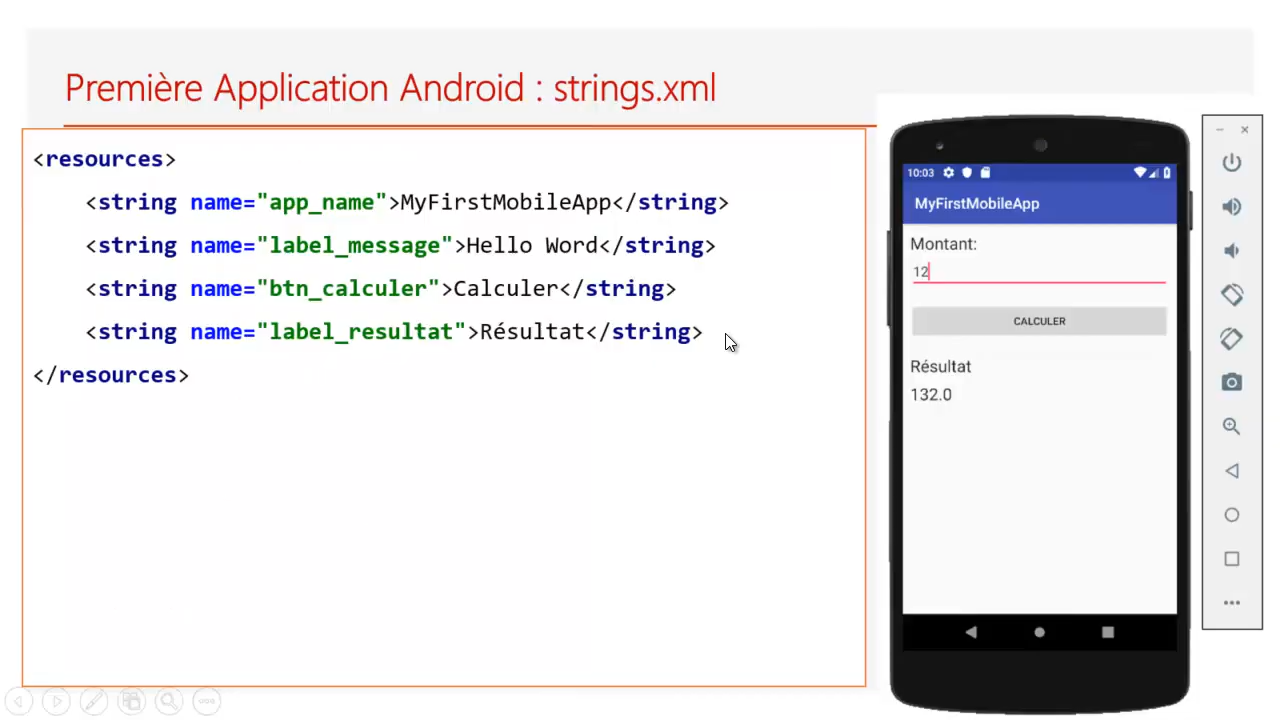 Première Application Android : strings.xml
<resources>
<string name="app_name">MyFirstMobileApp</string>
<string name="label_message">Hello Word</string>
<string name="btn_calculer">Calculer</string>
<string name="label_resultat">Résultat</string>
</resources>
10:03
MyFirstMobileApp
Montant:
12
CALCULER
Résultat
132.0